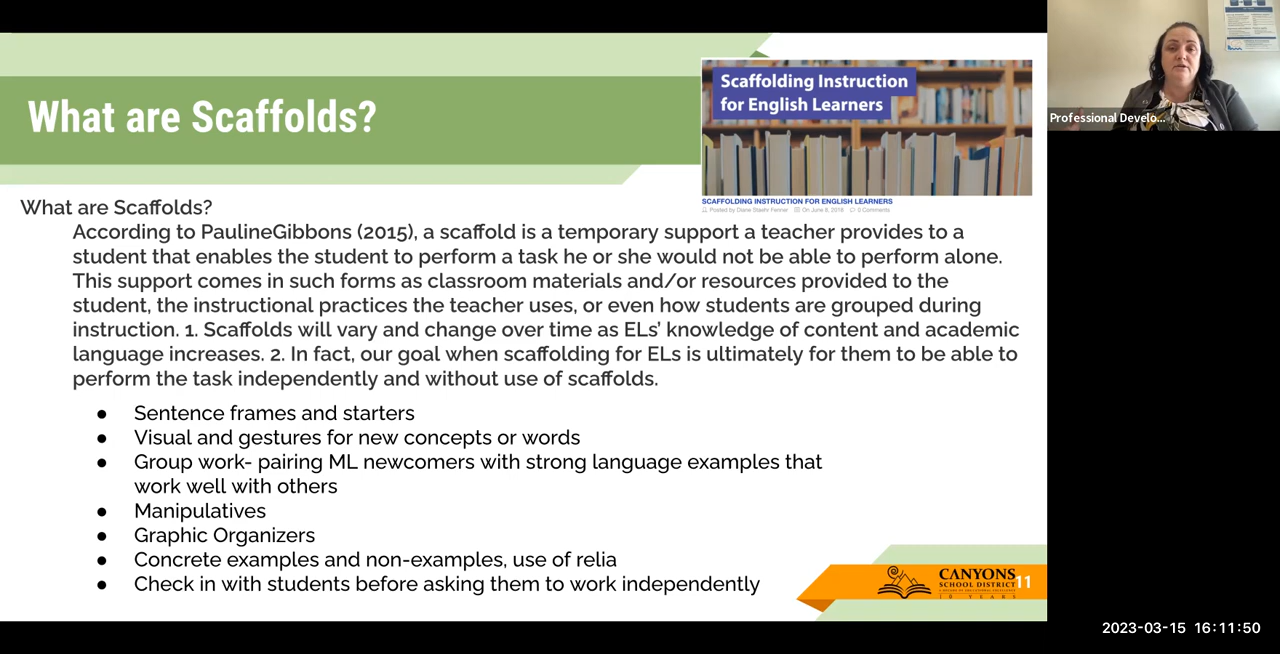 What are Scaffolds?
Scaffolding Instruction
for English Learners
SCAFFOLDING INSTRUCTION FOR ENGLISH LEARNERS
Posted by Diane Staehr Fenner On June 8, 2016 0 Comments
Professional Develo...
What are Scaffolds?
According to PaulineGibbons (2015), a scaffold is a temporary support a teacher provides to a
student that enables the student to perform a task he or she would not be able to perform alone.
This support comes in such forms as classroom materials and/or resources provided to the
student, the instructional practices the teacher uses, or even how students are grouped during
instruction. 1. Scaffolds will vary and change over time as ELs’ knowledge of content and academic
language increases. 2. In fact, our goal when scaffolding for ELs is ultimately for them to be able to
perform the task independently and without use of scaffolds.
● Sentence frames and starters
● Visual and gestures for new concepts or words
● Group work- pairing ML newcomers with strong language examples that
work well with others
● Manipulatives
● Graphic Organizers
● Concrete examples and non-examples, use of relia
● Check in with students before asking them to work independently
CANYONS
SCHOOL DISTRICT
10 YEARS
11
2023-03-15 16:11:50